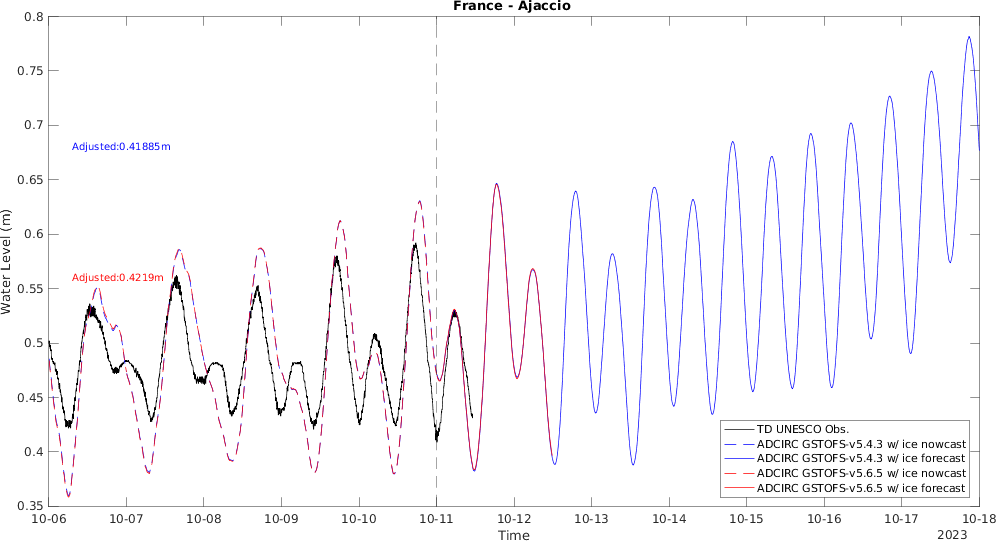 France - Ajaccio
Water Level (m)
0.8
0.75
0.7
0.65
0.6
0.55
0.5
0.45
0.4
0.35
Adjusted:0.41885m
Adjusted:0.4219m
TD UNESCO Obs.
ADCIRC GSTOFS-v5.4.3 w/ ice nowcast
ADCIRC GSTOFS-v5.4.3 w/ ice forecast
ADCIRC GSTOFS-v5.6.5 w/ ice nowcast
ADCIRC GSTOFS-v5.6.5 w/ ice forecast
10-06 10-07 10-08 10-09 10-10 10-11 10-12 10-13 10-14 10-15 10-16 10-17 10-18
Time
2023